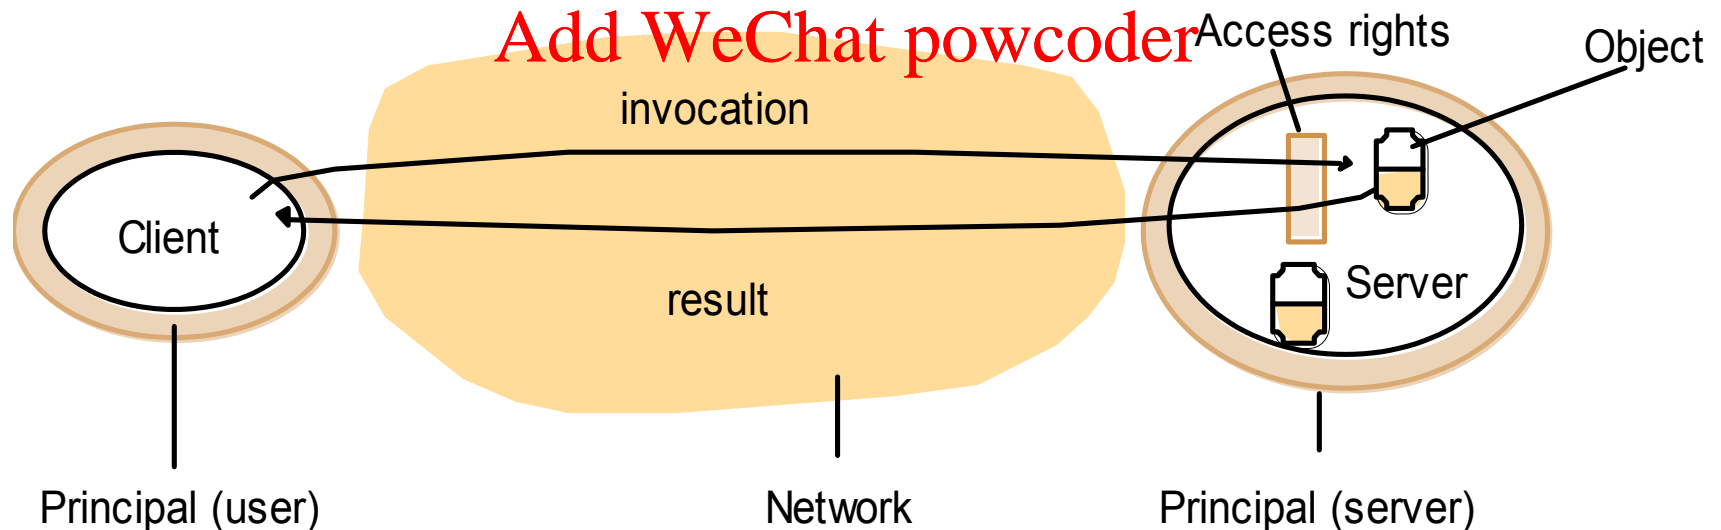 Add WeChat powcoder
Access rights
Object
invocation
Client
result
Server
Principal (user)
Network
Principal (server)